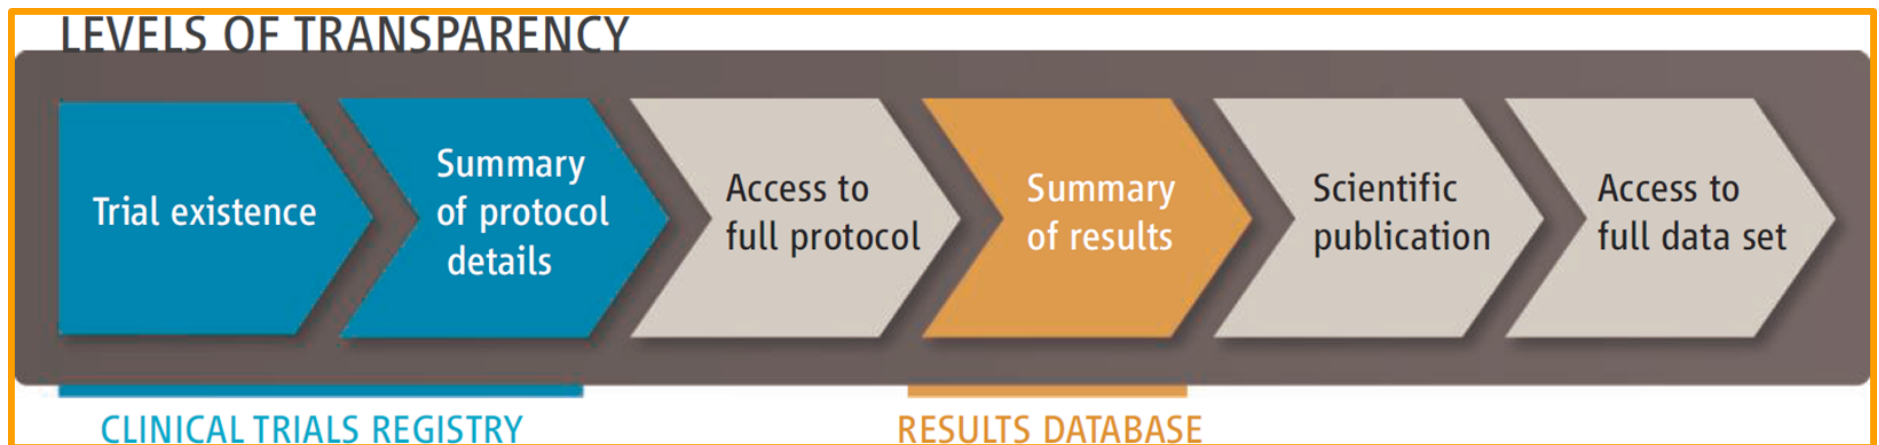 LEVELS OF TRANSPARENCY
Trial existence
Summary
of protocol
details
Access to
full protocol
Summary
of results
Scientific
publication
Access to
full data set
CLINICAL TRIALS REGISTRY
RESULTS DATABASE